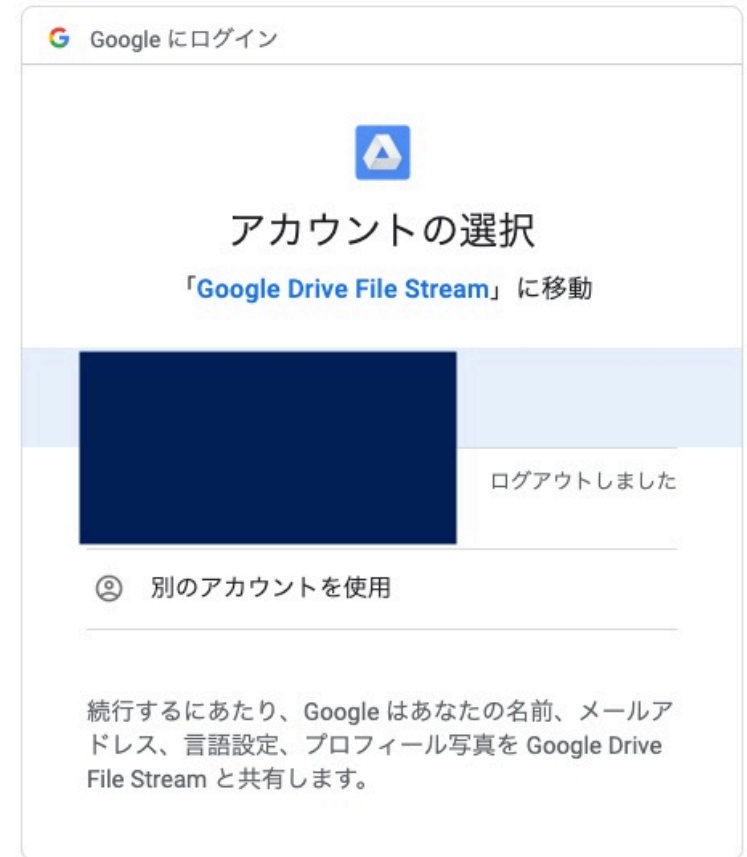 Google にログイン
アカウントの選択
「Google Drive File Stream」に移動
ログアウトしました
別のアカウントを使用
続行するにあたり、Google はあなたの名前、メールア
ドレス、言語設定、プロフィール写真を Google Drive
File Stream と共有します。